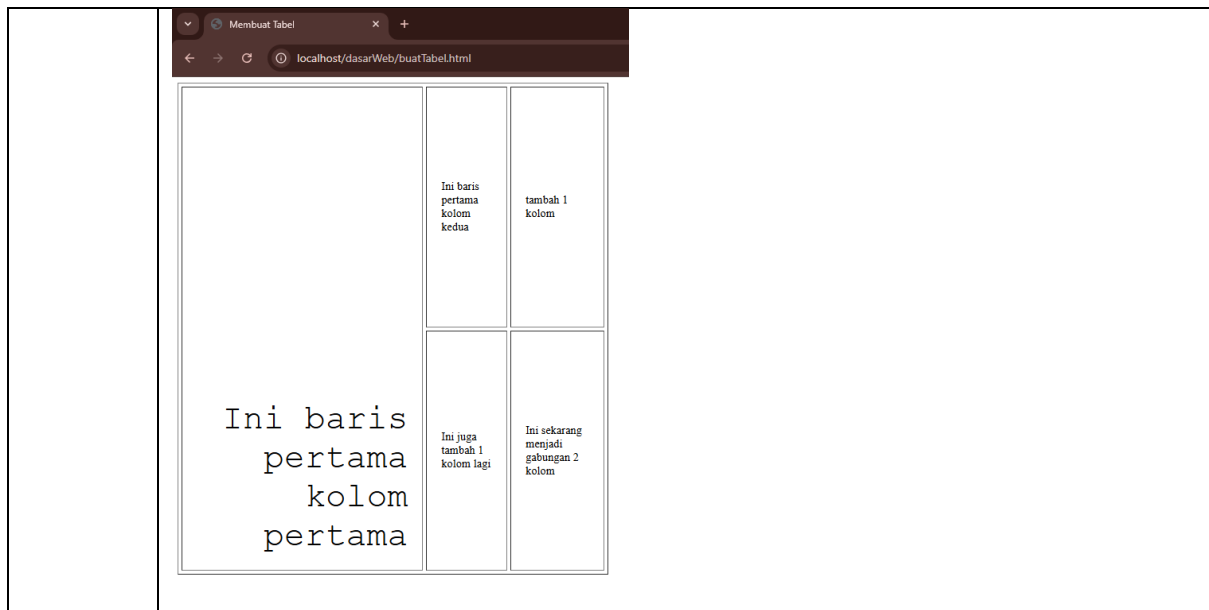 Membuat Tabel
localhost/dasarWeb/buatTabel.html
Ini baris
pertama
kolom
kedua
tambah 1
kolom
Ini baris
pertama
kolom
pertama
Ini juga
tambah 1
kolom lagi
Ini sekarang
menjadi
gabungan 2
kolom